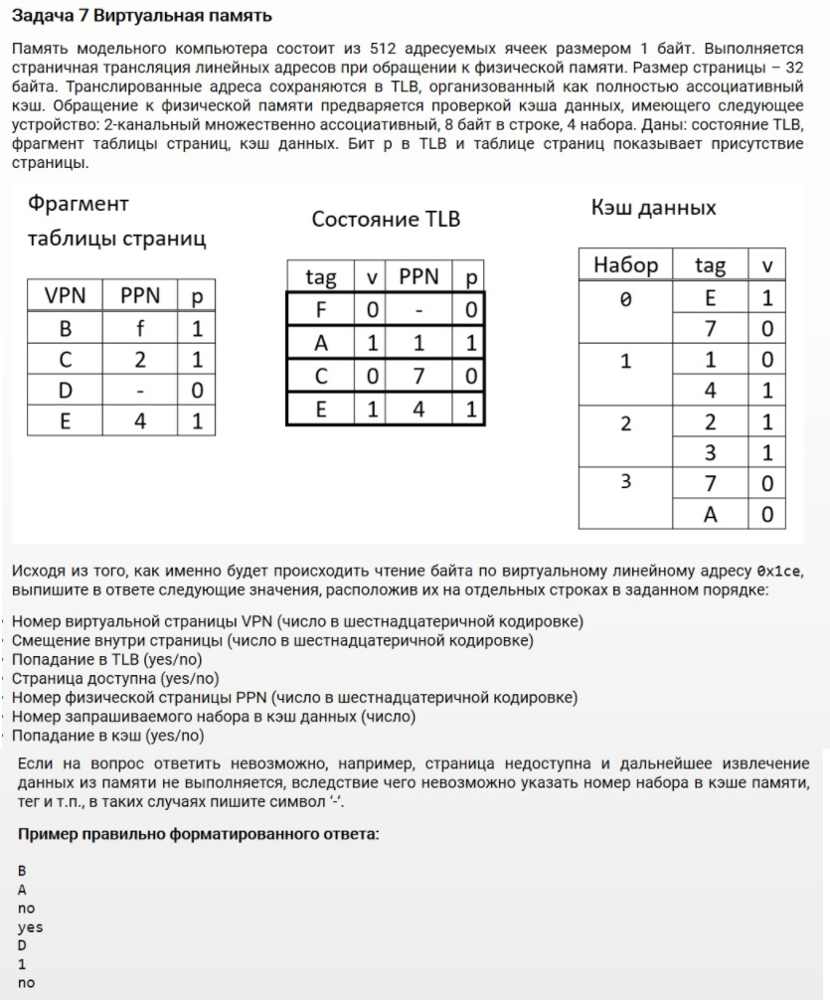 Задача 7 Виртуальная память
Память модельного компьютера состоит из 512 адресуемых ячеек размером 1 байт. Выполняется
страничная трансляция линейных адресов при обращении к физической памяти. Размер страницы – 32
байта. Транслированные адреса сохраняются в TLB, организованный как полностью ассоциативный
кэш. Обращение к физической памяти предваряется проверкой кэша данных, имеющего следующее
устройство: 2-канальный множественно ассоциативный, 8 байт в строке, 4 набора. Даны: состояние TLB,
фрагмент таблицы страниц, кэш данных. Бит p в TLB и таблице страниц показывает присутствие
страницы.
Фрагмент
таблицы страниц
VPN PPN p
B f 1
C 2 1
D - 0
E 4 1
Состояние TLB
tag v PPN p
F 0 - 0
A 1 1 1
C 0 7 0
E 1 4 1
Кэш данных
Набор tag v
0 E 1
7 0
1 1 0
4 1
2 2 1
3 1
3 7 0
A 0
Исходя из того, как именно будет происходить чтение байта по виртуальному линейному адресу 0x1ce,
выпишите в ответе следующие значения, расположив их на отдельных строках в заданном порядке:
· Номер виртуальной страницы VPN (число в шестнадцатеричной кодировке)
· Смещение внутри страницы (число в шестнадцатеричной кодировке)
· Попадание в TLB (yes/no)
· Страница доступна (yes/no)
· Номер физической страницы PPN (число в шестнадцатеричной кодировке)
· Номер запрашиваемого набора в кэш данных (число)
· Попадание в кэш (yes/no)
Если на вопрос ответить невозможно, например, страница недоступна и дальнейшее извлечение
данных из памяти не выполняется, вследствие чего невозможно указать номер набора в кэше памяти,
тег и т.п., в таких случаях пишите символ ‘-‘.
Пример правильно форматированного ответа:
B
A
no
yes
D
1
no